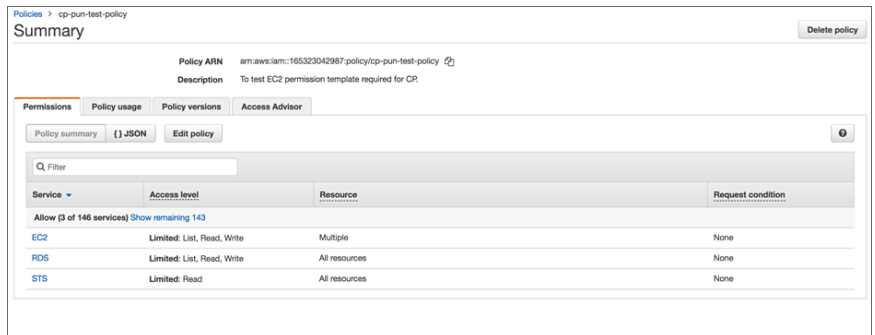 Policies > cp-pun-test-policy
Summary
Delete policy
Policy ARN arn:aws:iam::165323042987:policy/cp-pun-test-policy
Description To test EC2 permission template required for CP.
Permissions Policy usage Policy versions Access Advisor
Policy summary {} JSON Edit policy
Filter
Service Access level Resource Request condition
Allow (3 of 146 services) Show remaining 143
EC2 Limited: List, Read, Write Multiple None
RDS Limited: List, Read, Write All resources None
STS Limited: Read All resources None